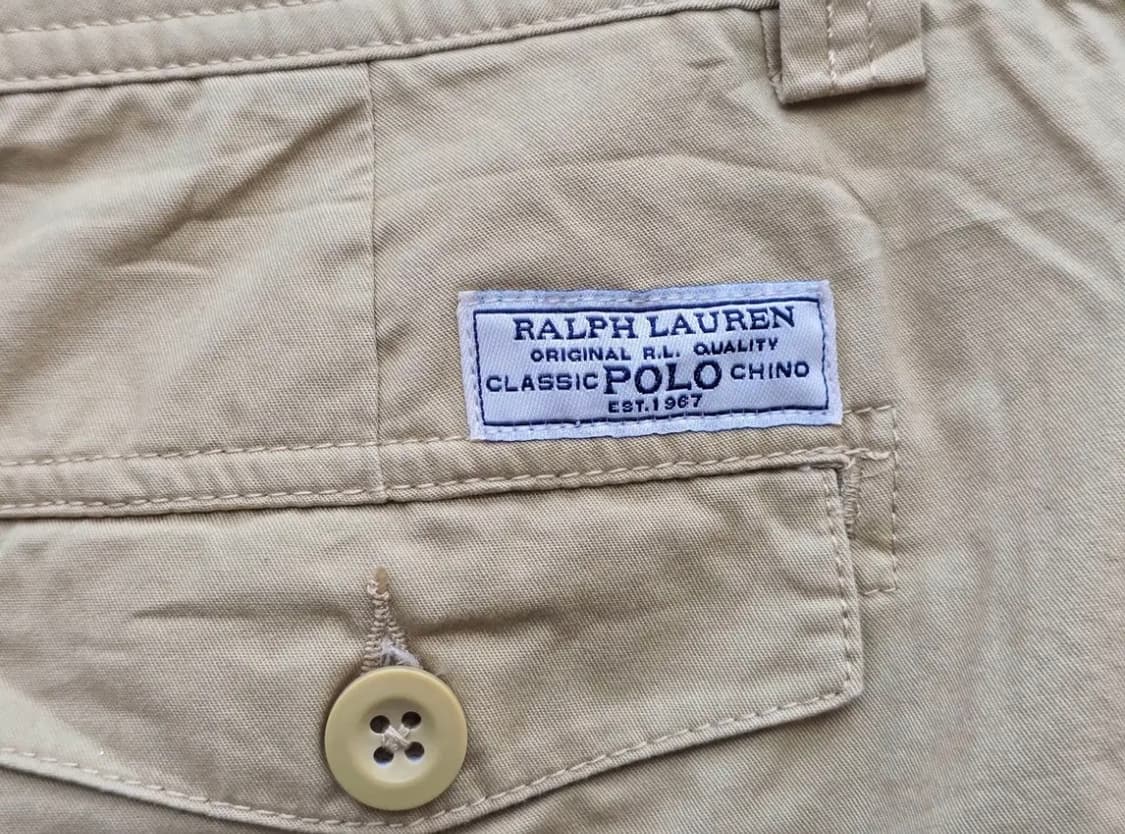 RALPH LAUREN
ORIGINAL R.L. QUALITY
CLASSIC POLO CHINO
EST.1967